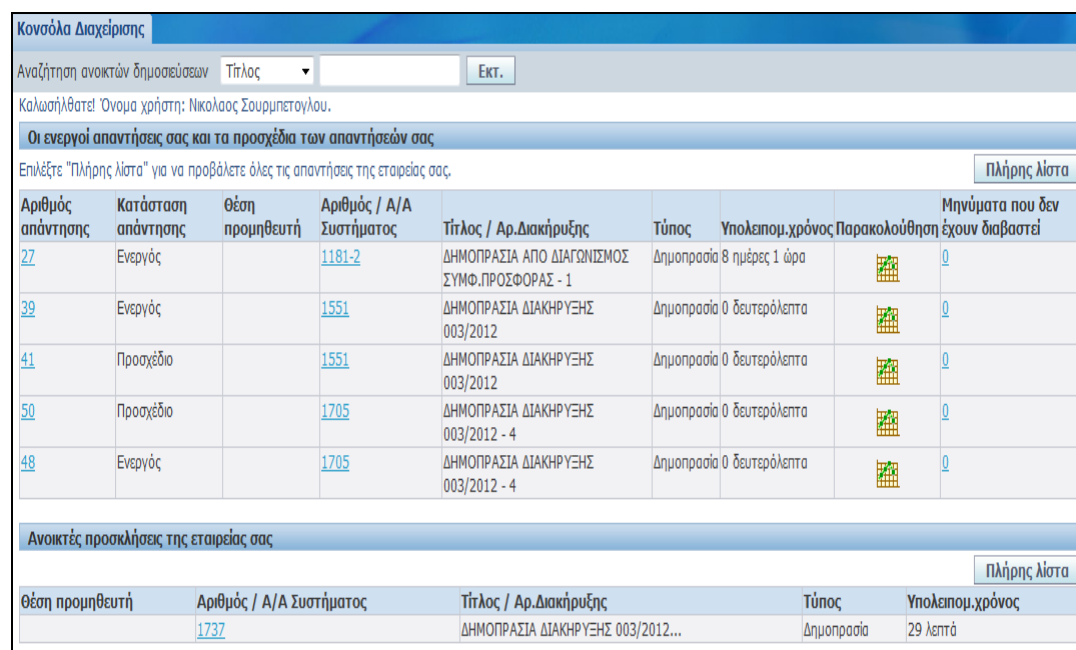 Κονσόλα Διαχείρισης
Αναζήτηση ανοικτών δημοσιεύσεων Τίτλος Εκτ.
Καλωσήλθατε! Όνομα χρήστη: Νικολαος Σουρμπετογλου.
Οι ενεργοί απαντήσεις σας και τα προσχέδια των απαντήσεών σας
Επιλέξτε "Πλήρης λίστα" για να προβάλετε όλες τις απαντήσεις της εταιρείας σας. Πλήρης λίστα
Αριθμός Κατάσταση Θέση Αριθμός / Α/Α Μηνύματα που δεν
απάντησης απάντησης προμηθευτή Συστήματος Τίτλος / Αρ.Διακήρυξης Τύπος Υπολειπομ.χρόνος Παρακολούθηση έχουν διαβαστεί
27 Ενεργός 1181-2 ΔΗΜΟΠΡΑΣΙΑ ΑΠΟ ΔΙΑΓΩΝΙΣΜΟΣ Δημοπρασία 8 ημέρες 1 ώρα 0
ΣΥΜΦ.ΠΡΟΣΦΟΡΑΣ - 1
39 Ενεργός 1551 ΔΗΜΟΠΡΑΣΙΑ ΔΙΑΚΗΡΥΞΗΣ Δημοπρασία 0 δευτερόλεπτα 0
003/2012
41 Προσχέδιο 1551 ΔΗΜΟΠΡΑΣΙΑ ΔΙΑΚΗΡΥΞΗΣ Δημοπρασία 0 δευτερόλεπτα 0
003/2012
50 Προσχέδιο 1705 ΔΗΜΟΠΡΑΣΙΑ ΔΙΑΚΗΡΥΞΗΣ Δημοπρασία 0 δευτερόλεπτα 0
003/2012 - 4
48 Ενεργός 1705 ΔΗΜΟΠΡΑΣΙΑ ΔΙΑΚΗΡΥΞΗΣ Δημοπρασία 0 δευτερόλεπτα 0
003/2012 - 4
Ανοικτές προσκλήσεις της εταιρείας σας
Πλήρης λίστα
Θέση προμηθευτή Αριθμός / Α/Α Συστήματος Τίτλος / Αρ.Διακήρυξης Τύπος Υπολειπομ.χρόνος
1737 ΔΗΜΟΠΡΑΣΙΑ ΔΙΑΚΗΡΥΞΗΣ 003/2012... Δημοπρασία 29 λεπτά